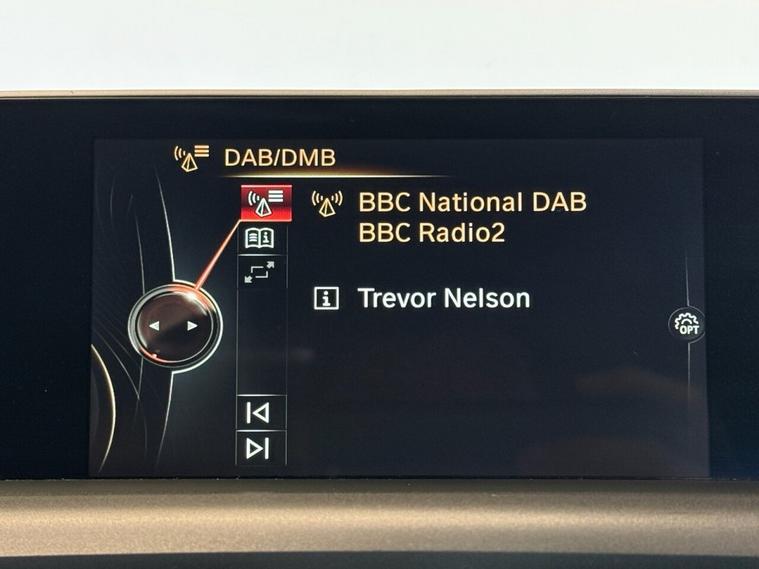 DAB/DMB
BBC National DAB
BBC Radio2
Trevor Nelson
OPT